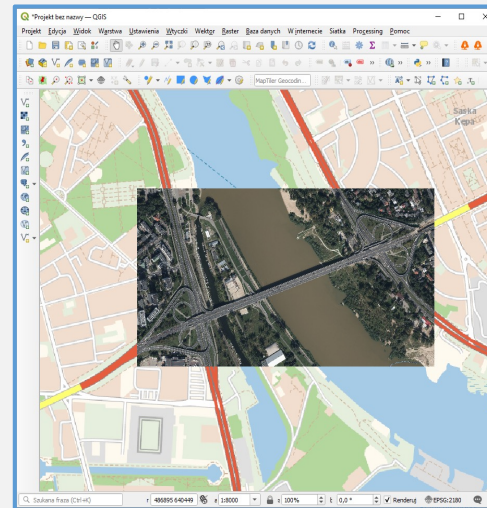 *Projekt bez nazwy — QGIS
Projekt Edycja Widok Warstwa Ustawienia Wtyczki Wektor Raster Baza danych W internecie Siatka Processing Pomoc
MapTiler Geocodin...
Saska
Kępa
Szukana fraza (Ctrl+K) 486895 640449 1:8000 100% 0,0 ° Renderuj EPSG:2180